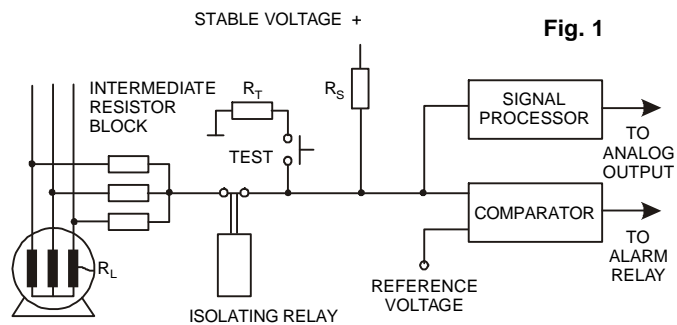 STABLE VOLTAGE +
Fig. 1
INTERMEDIATE
RESISTOR
BLOCK
R_T
R_S
TEST
SIGNAL
PROCESSOR
TO
ANALOG
OUTPUT
COMPARATOR
TO
ALARM
RELAY
R_L
ISOLATING RELAY
REFERENCE
VOLTAGE